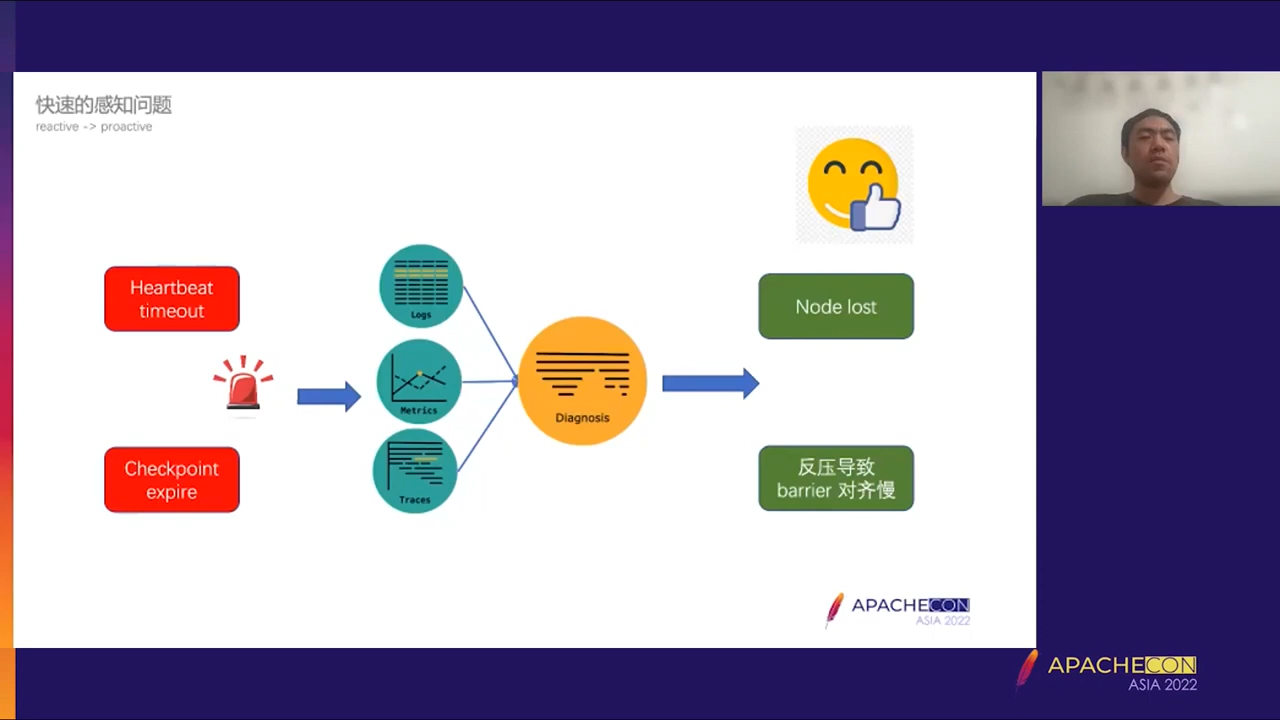 快速的感知问题
reactive -> proactive
Heartbeat
timeout
Checkpoint
expire
Logs
Metrics
Traces
Diagnosis
Node lost
反压导致
barrier 对齐慢
APACHECON
ASIA 2022
APACHECON
ASIA 2022